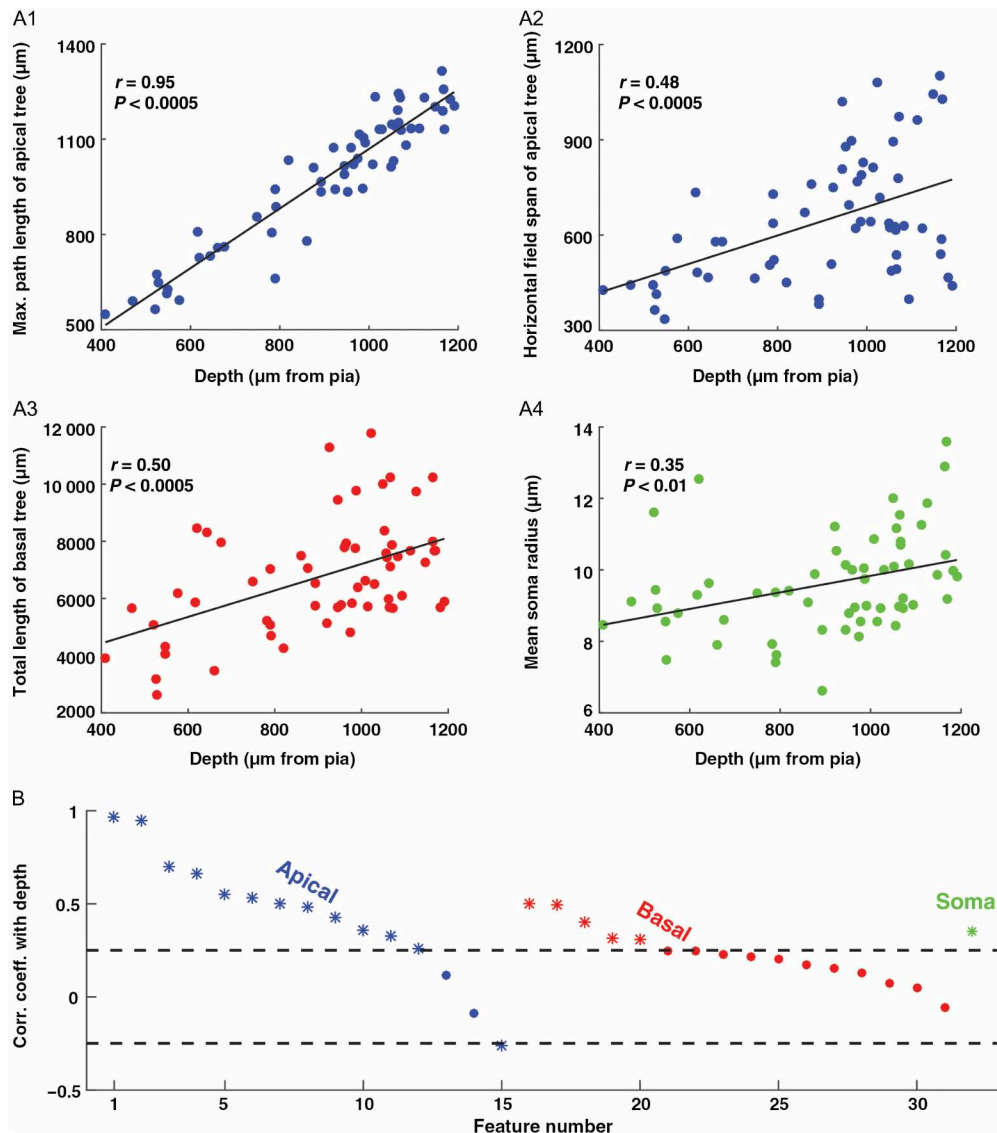 A1
Max. path length of apical tree (µm)
1400
1100
800
500
r = 0.95
P < 0.0005
400 600 800 1000 1200
Depth (µm from pia)
A2
Horizontal field span of apical tree (µm)
1200
900
600
300
r = 0.48
P < 0.0005
400 600 800 1000 1200
Depth (µm from pia)
A3
Total length of basal tree (µm)
12 000
10 000
8000
6000
4000
2000
r = 0.50
P < 0.0005
400 600 800 1000 1200
Depth (µm from pia)
A4
Mean soma radius (µm)
14
12
10
8
6
r = 0.35
P < 0.01
400 600 800 1000 1200
Depth (µm from pia)
B
Corr. coeff. with depth
1
0.5
0
−0.5
Apical
Basal
Soma
1 5 10 15 20 25 30
Feature number